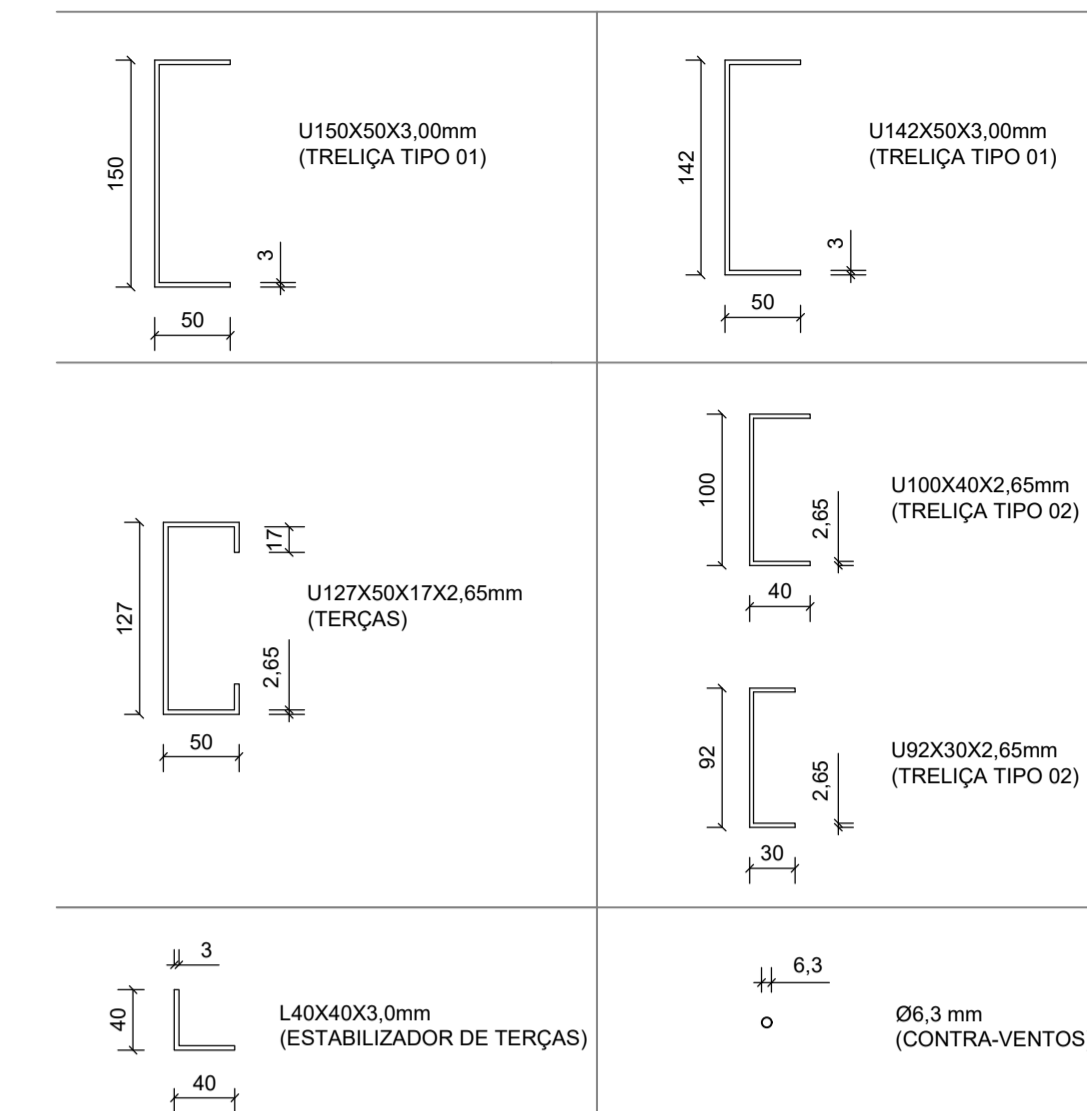 U150X50X3,00mm
(TRELIÇA TIPO 01)
150
3
50
U142X50X3,00mm
(TRELIÇA TIPO 01)
142
3
50
17
U127X50X17X2,65mm
(TERÇAS)
127
2,65
50
100
U100X40X2,65mm
(TRELIÇA TIPO 02)
2,65
40
92
U92X30X2,65mm
(TRELIÇA TIPO 02)
2,65
30
3
40
L40X40X3,0mm
(ESTABILIZADOR DE TERÇAS)
40
6,3
Ø6,3 mm
(CONTRA-VENTOS